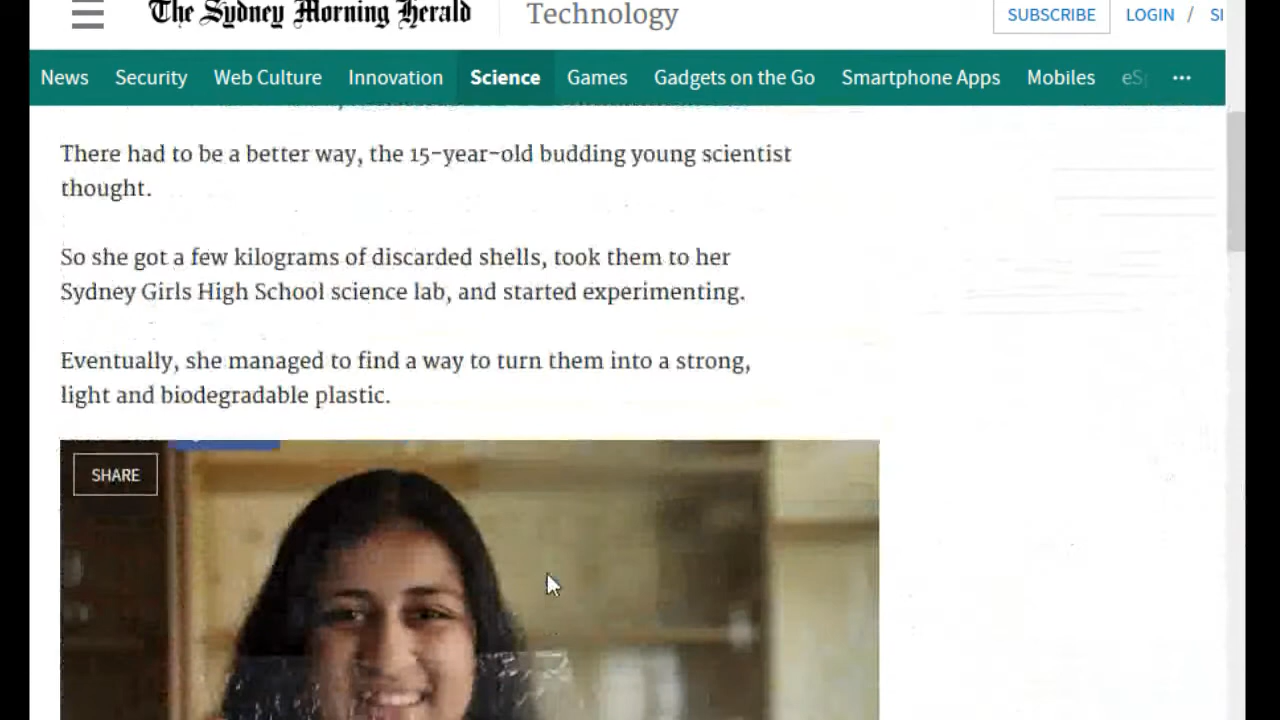 The Sydney Morning Herald
Technology
SUBSCRIBE
LOGIN /
News Security Web Culture Innovation Science Games Gadgets on the Go Smartphone Apps Mobiles ...
There had to be a better way, the 15-year-old budding young scientist
thought.
So she got a few kilograms of discarded shells, took them to her
Sydney Girls High School science lab, and started experimenting.
Eventually, she managed to find a way to turn them into a strong,
light and biodegradable plastic.
SHARE